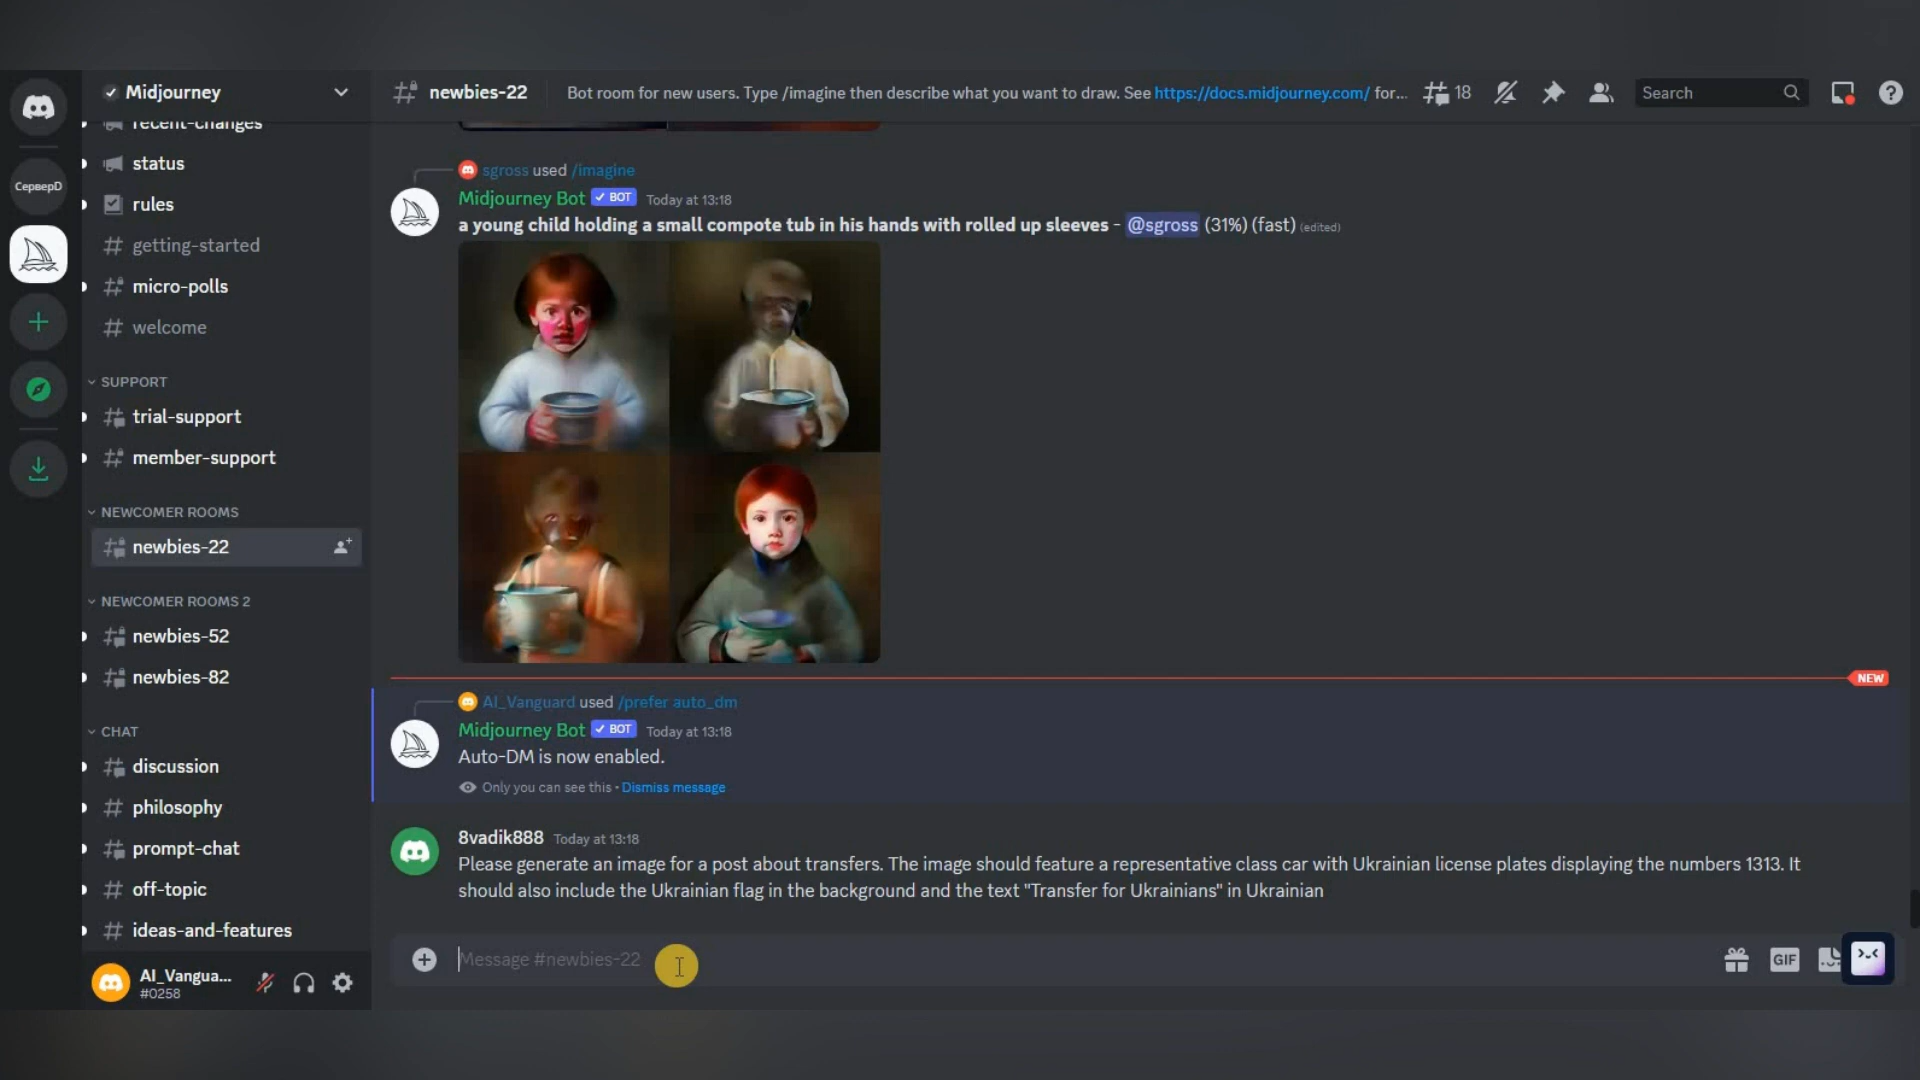 Midjourney
newbies-22
Bot room for new users. Type /imagine then describe what you want to draw. See https://docs.midjourney.com/ for...
18
Search
СерверD
recent-changes
status
rules
getting-started
micro-polls
welcome
SUPPORT
trial-support
member-support
NEWCOMER ROOMS
newbies-22
NEWCOMER ROOMS 2
newbies-52
newbies-82
CHAT
discussion
philosophy
prompt-chat
off-topic
ideas-and-features
AI_Vangua...
#0258
sgross used /imagine
Midjourney Bot ✓ BOT Today at 13:18
a young child holding a small compote tub in his hands with rolled up sleeves - @sgross (31%) (fast) (edited)
NEW
AI_Vanguard used /prefer auto_dm
Midjourney Bot ✓ BOT Today at 13:18
Auto-DM is now enabled.
Only you can see this • Dismiss message
8vadik888 Today at 13:18
Please generate an image for a post about transfers. The image should feature a representative class car with Ukrainian license plates displaying the numbers 1313. It
should also include the Ukrainian flag in the background and the text "Transfer for Ukrainians" in Ukrainian
Message #newbies-22
GIF